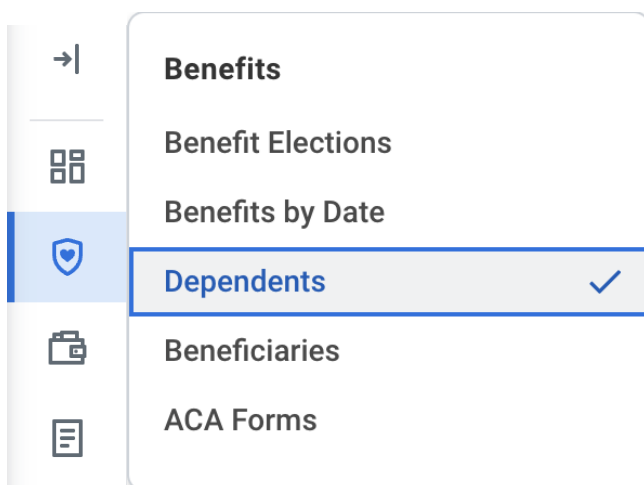 Benefits
Benefit Elections
Benefits by Date
Dependents
Beneficiaries
ACA Forms